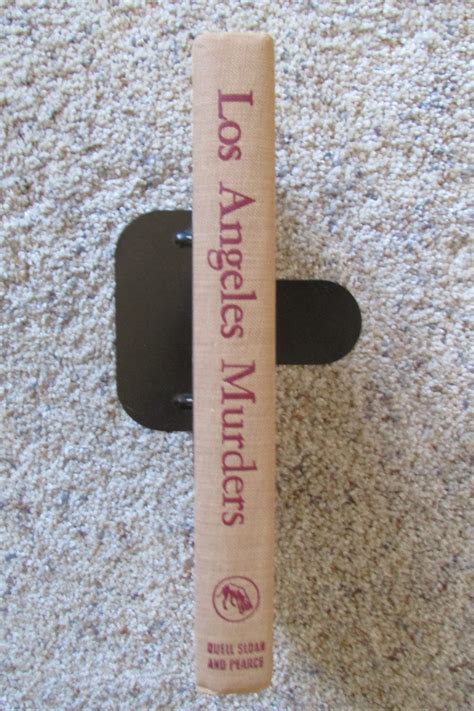 Los Angeles Murders
DUELL SLOAN
AND PEARCE